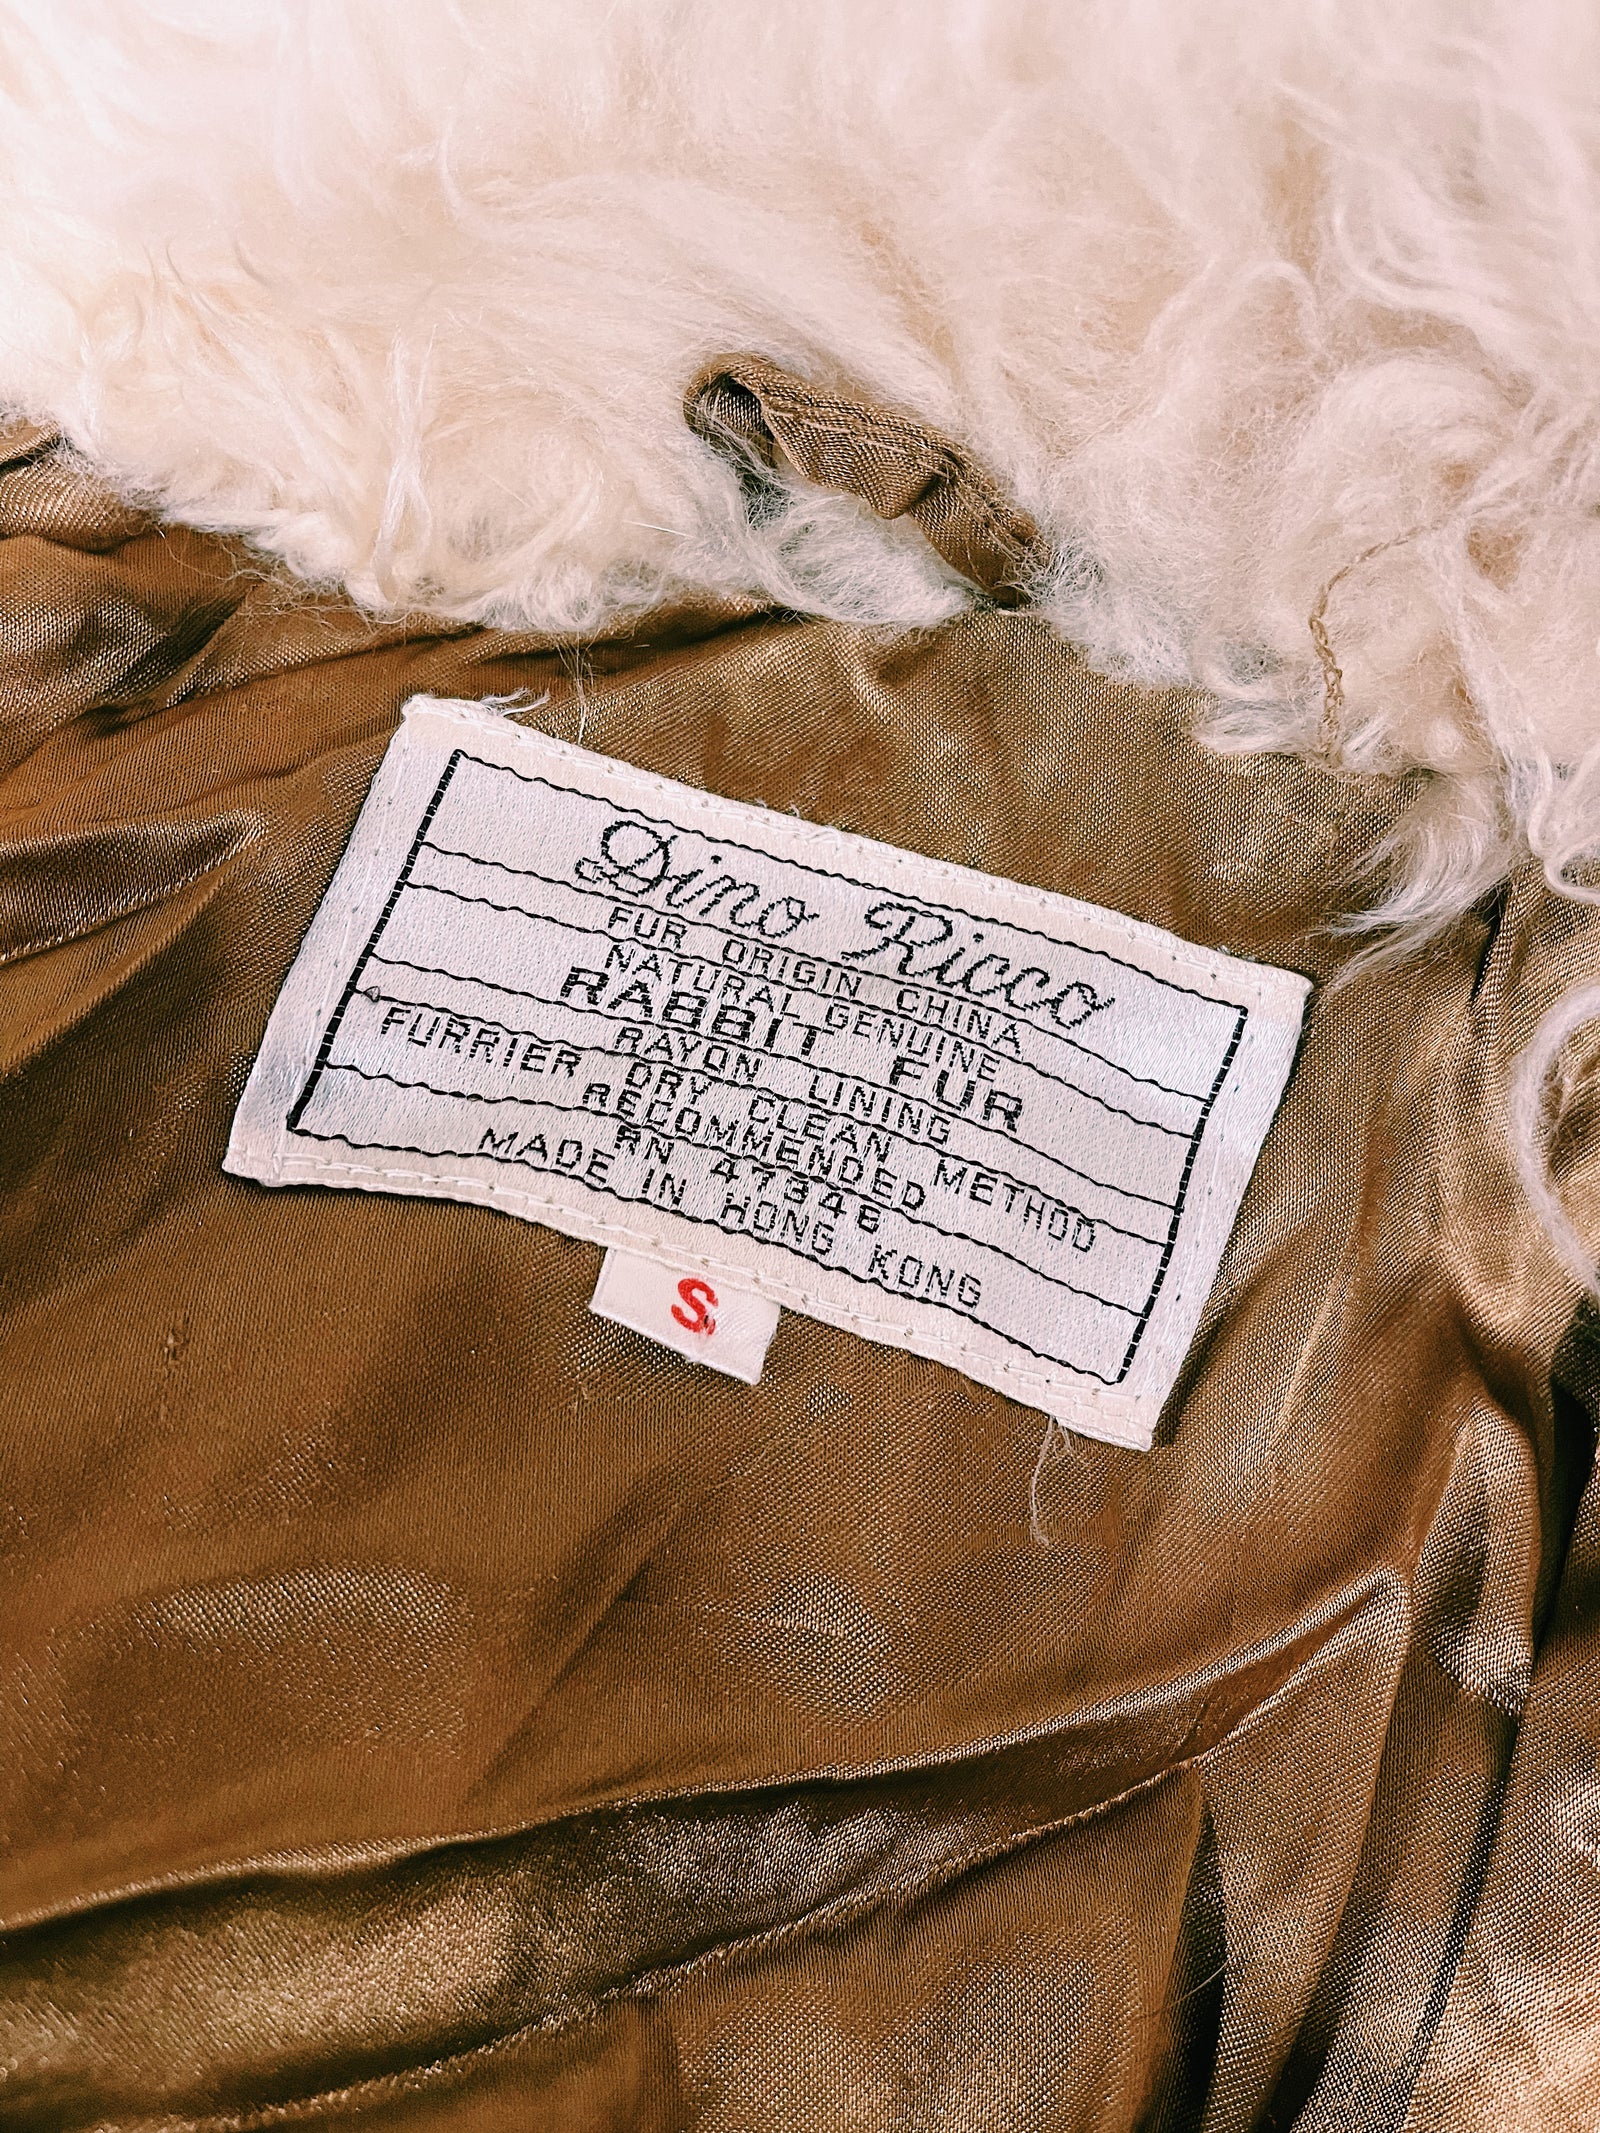 Dino Ricco
FUR ORIGIN CHINA
NATURAL GENUINE
RABBIT FUR
RAYON LINING
FURRIER DRY CLEAN METHOD
RECOMMENDED
RN 47346
MADE IN HONG KONG
S